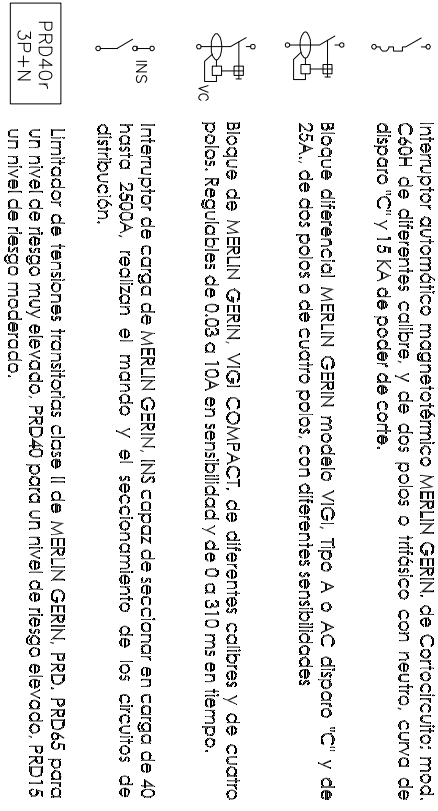 Interruptor automático magnetotérmico MERLIN GERIN, de Cortocircuito: mod.
C60H de diferentes calibre, y de dos polos o trifásico con neutro, curva de
disparo "C" y 15 KA de poder de corte.
Bloque diferencial MERLIN GERIN modelo VIGI, Tipo A o AC disparo "C" y de
25A., de dos polos o de cuatro polos, con diferentes sensibilidades
VC
Bloque de MERLIN GERIN, VIGI COMPACT, de diferentes calibres y de cuatro
polos. Regulables de 0.03 a 10A en sensibilidad y de 0 a 310 ms en tiempo.
INS
Interruptor de carga de MERLIN GERIN, INS capaz de seccionar en carga de 40
hasta 2500A, realizan el mando y el seccionamiento de los circuitos de
distribución.
PRD40r
3P+N
Limitador de tensiones transitorias clase II de MERLIN GERIN, PRD, PRD65 para
un nivel de riesgo muy elevado, PRD40 para un nivel de riesgo elevado, PRD15
un nivel de riesgo moderado.